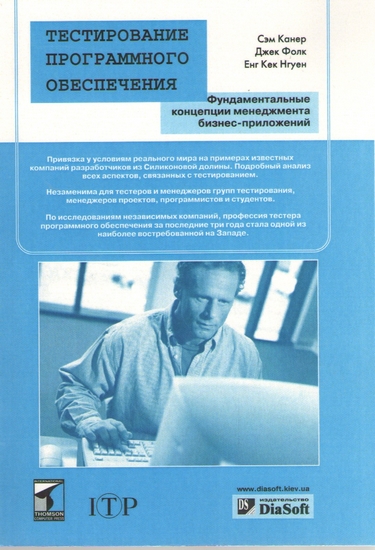 ТЕСТИРОВАНИЕ
ПРОГРАММНОГО
ОБЕСПЕЧЕНИЯ
Сэм Канер
Джек Фолк
Енг Кек Нгуен
Фундаментальные
концепции менеджмента
бизнес-приложений
Привязка у условиям реального мира на примерах известных
компаний разработчиков из Силиконовой долины. Подробный анализ
всех аспектов, связанных с тестированием.
Незаменима для тестеров и менеджеров групп тестирования,
менеджеров проектов, программистов и студентов.
По исследованиям независимых компаний, профессия тестера
программного обеспечения за последние три года стала одной из
наиболее востребованной на Западе.
INTERNATIONAL
THOMSON
COMPUTER PRESS
ITP
www.diasoft.kiev.ua
DS
издательство
DiaSoft